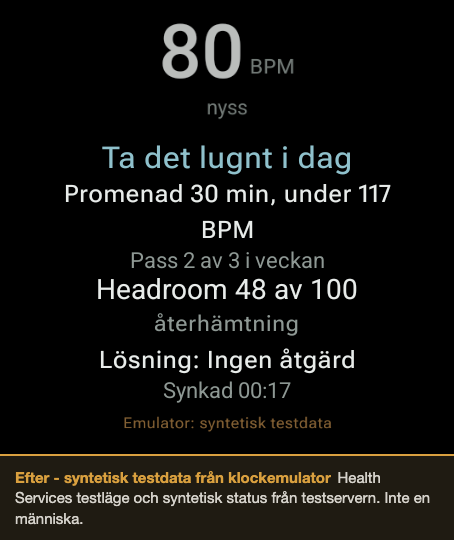 80 BPM
nyss
Ta det lugnt i dag
Promenad 30 min, under 117
BPM
Pass 2 av 3 i veckan
Headroom 48 av 100
återhämtning
Lösning: Ingen åtgärd
Synkad 00:17
Emulator: syntetisk testdata
Efter - syntetisk testdata från klockemulator Health
Services testläge och syntetisk status från testservern. Inte en
människa.